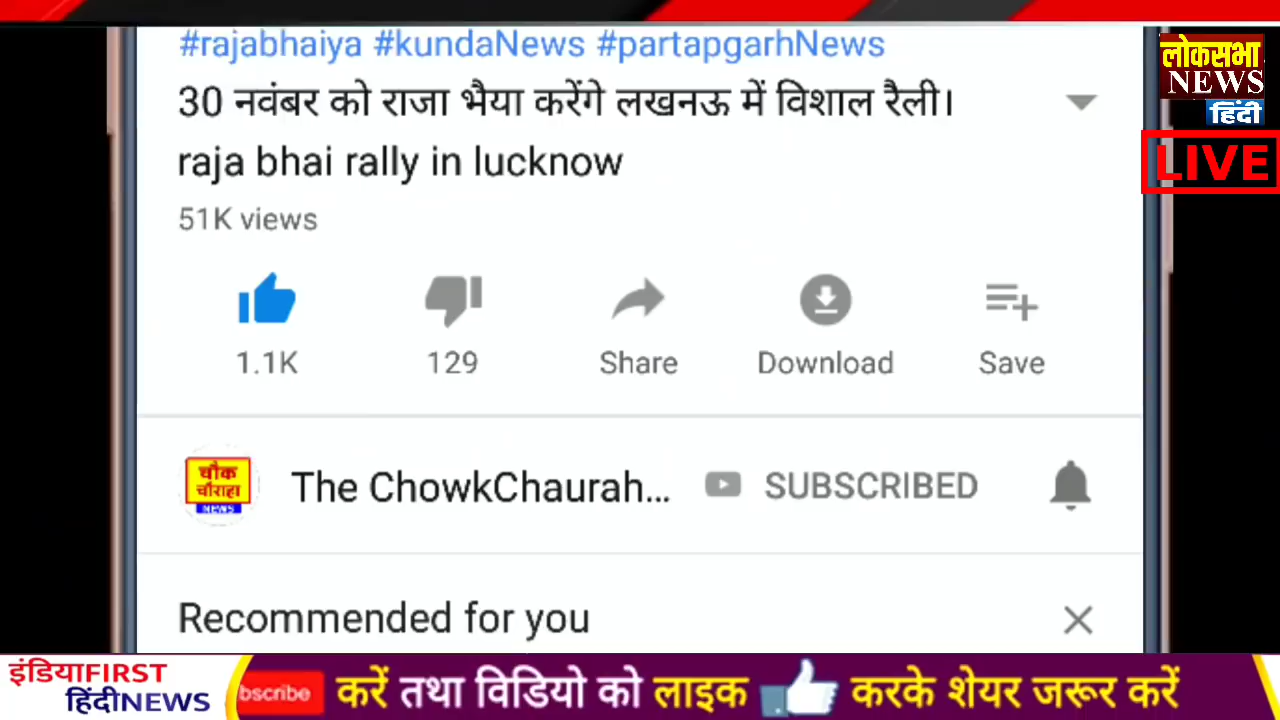 #rajabhaiya #kundaNews #partapgarhNews
30 नवंबर को राजा भैया करेंगे लखनऊ में विशाल रैली।
raja bhai rally in lucknow
51K views
1.1K 129 Share Download Save
चौक
चौराहा
NEWS
The ChowkChaurah... SUBSCRIBED
Recommended for you
लोकसभा
NEWS
हिंदी
LIVE
इंडियाFIRST
हिंदीNEWS
bscribe करें तथा विडियो को लाइक करके शेयर जरूर करें